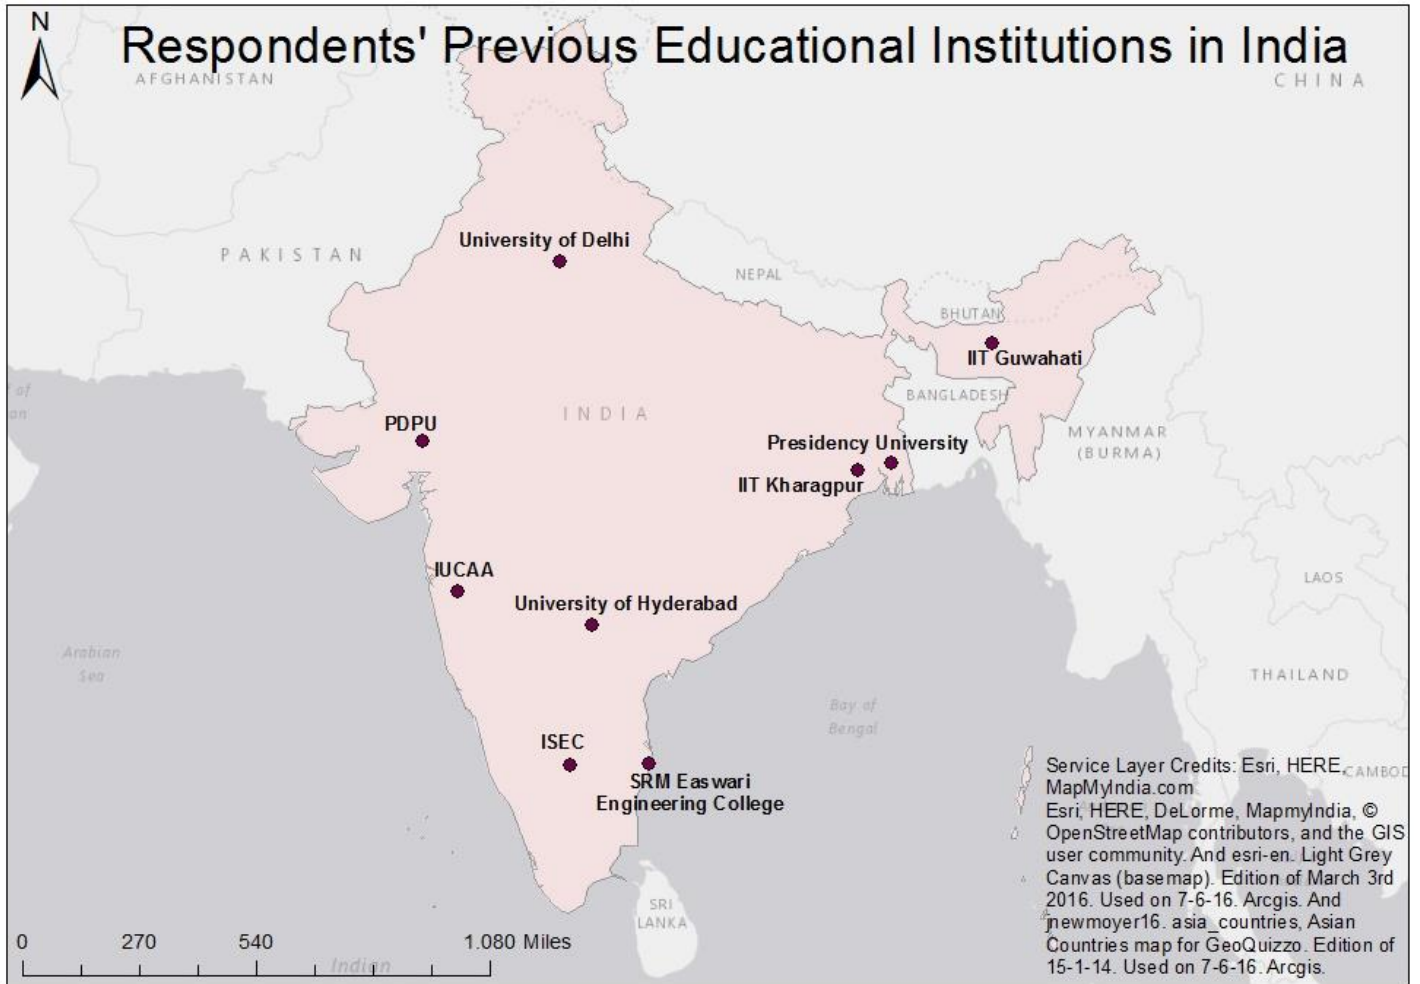 N
Respondents' Previous Educational Institutions in India
AFGHANISTAN
CHINA
University of Delhi
PAKISTAN
NEPAL
BHUTAN
IIT Guwahati
BANGLADESH
INDIA
PDPU
MYANMAR
(BURMA)
Presidency University
IIT Kharagpur
IUCAA
University of Hyderabad
LAOS
Arabian
Sea
THAILAND
Bay of
Bengal
ISEC
SRM Easwari
Engineering College
Service Layer Credits: Esri, HERE,
CAMBOD
MapMyIndia.com
Esri, HERE, DeLorme, MapmyIndia, ©
OpenStreetMap contributors, and the GIS
user community. And esri-en. Light Grey
Canvas (basemap). Edition of March 3rd
2016. Used on 7-6-16. Arcgis. And
jnewmoyer16. asia_countries, Asian
Countries map for GeoQuizzo. Edition of
15-1-14. Used on 7-6-16. Arcgis.
SRI
LANKA
0 270 540 1.080 Miles
Indian